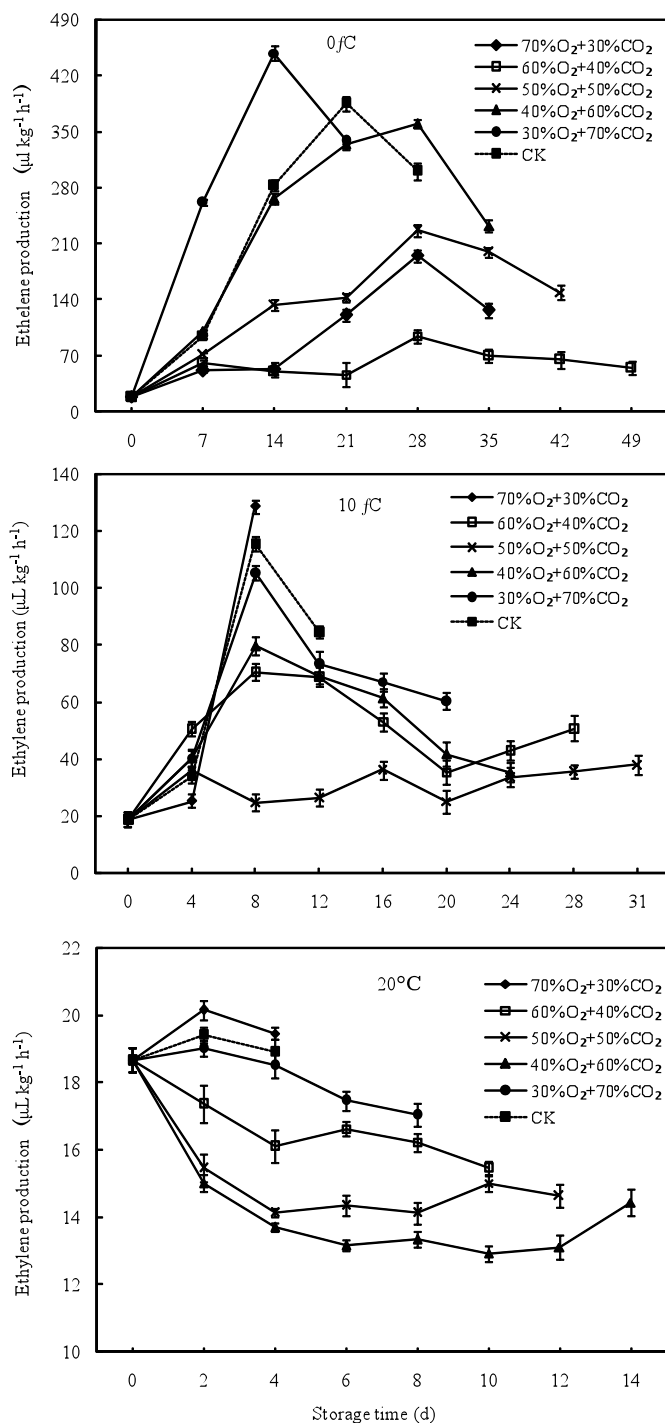 Ethelene production (μl kg⁻¹ h⁻¹)
490
420
350
280
210
140
70
0
0ƒC
70%O₂+30%CO₂
60%O₂+40%CO₂
50%O₂+50%CO₂
40%O₂+60%CO₂
30%O₂+70%CO₂
CK
0 7 14 21 28 35 42 49
Ethylene production (μL kg⁻¹ h⁻¹)
140
120
100
80
60
40
20
0
10 ƒC
70%O₂+30%CO₂
60%O₂+40%CO₂
50%O₂+50%CO₂
40%O₂+60%CO₂
30%O₂+70%CO₂
CK
0 4 8 12 16 20 24 28 31
Ethylene production (μL kg⁻¹ h⁻¹)
22
20
18
16
14
12
10
20°C
70%O₂+30%CO₂
60%O₂+40%CO₂
50%O₂+50%CO₂
40%O₂+60%CO₂
30%O₂+70%CO₂
CK
0 2 4 6 8 10 12 14
Storage time (d)